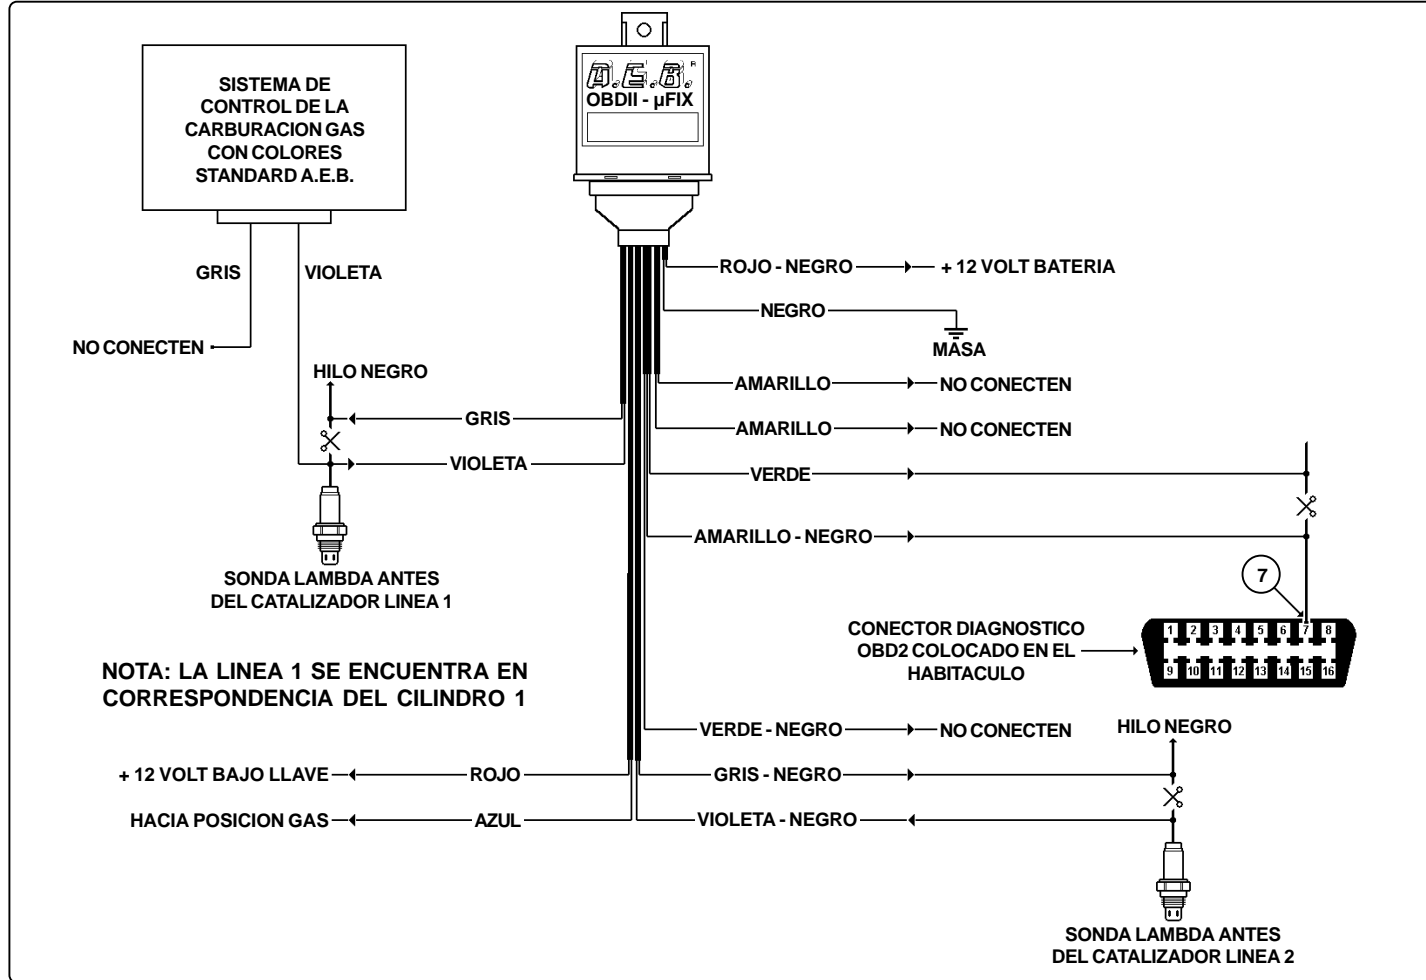 SISTEMA DE
CONTROL DE LA
CARBURACION GAS
CON COLORES
STANDARD A.E.B.
A.E.B. R
OBDII - µFIX
GRIS
VIOLETA
NO CONECTEN
HILO NEGRO
GRIS
VIOLETA
SONDA LAMBDA ANTES
DEL CATALIZADOR LINEA 1
ROJO - NEGRO
+ 12 VOLT BATERIA
NEGRO
MASA
AMARILLO
NO CONECTEN
AMARILLO
NO CONECTEN
VERDE
AMARILLO - NEGRO
7
CONECTOR DIAGNOSTICO
OBD2 COLOCADO EN EL
HABITACULO
1 2 3 4 5 6 7 8
9 10 11 12 13 14 15 16
NOTA: LA LINEA 1 SE ENCUENTRA EN
CORRESPONDENCIA DEL CILINDRO 1
VERDE - NEGRO
NO CONECTEN
HILO NEGRO
+ 12 VOLT BAJO LLAVE
ROJO
GRIS - NEGRO
HACIA POSICION GAS
AZUL
VIOLETA - NEGRO
SONDA LAMBDA ANTES
DEL CATALIZADOR LINEA 2